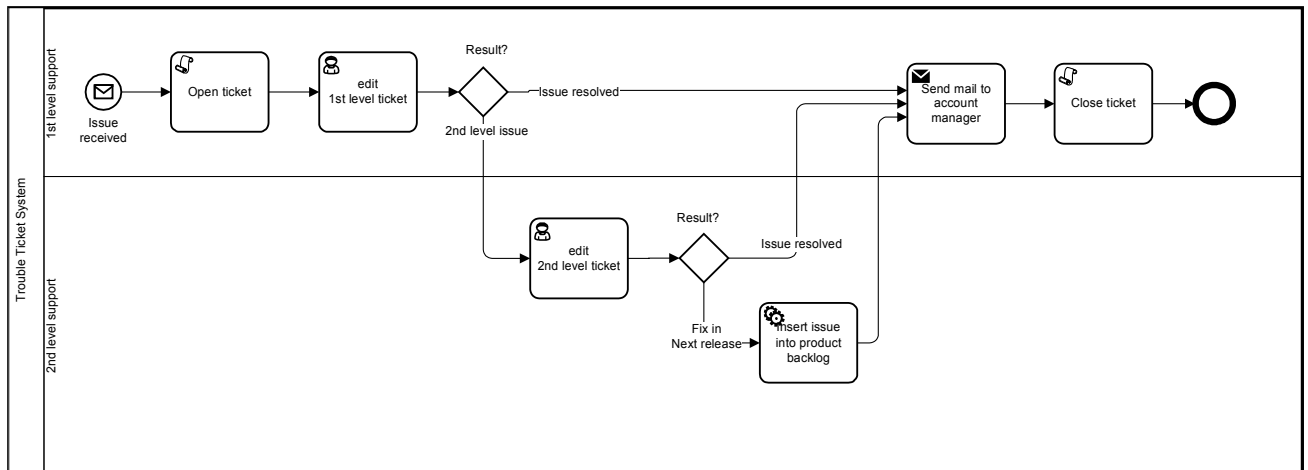 Trouble Ticket System
1st level support
Issue
received
Open ticket
edit
1st level ticket
Result?
Issue resolved
2nd level issue
Send mail to
account
manager
Close ticket
2nd level support
edit
2nd level ticket
Result?
Issue resolved
Fix in
Next release
Insert issue
into product
backlog